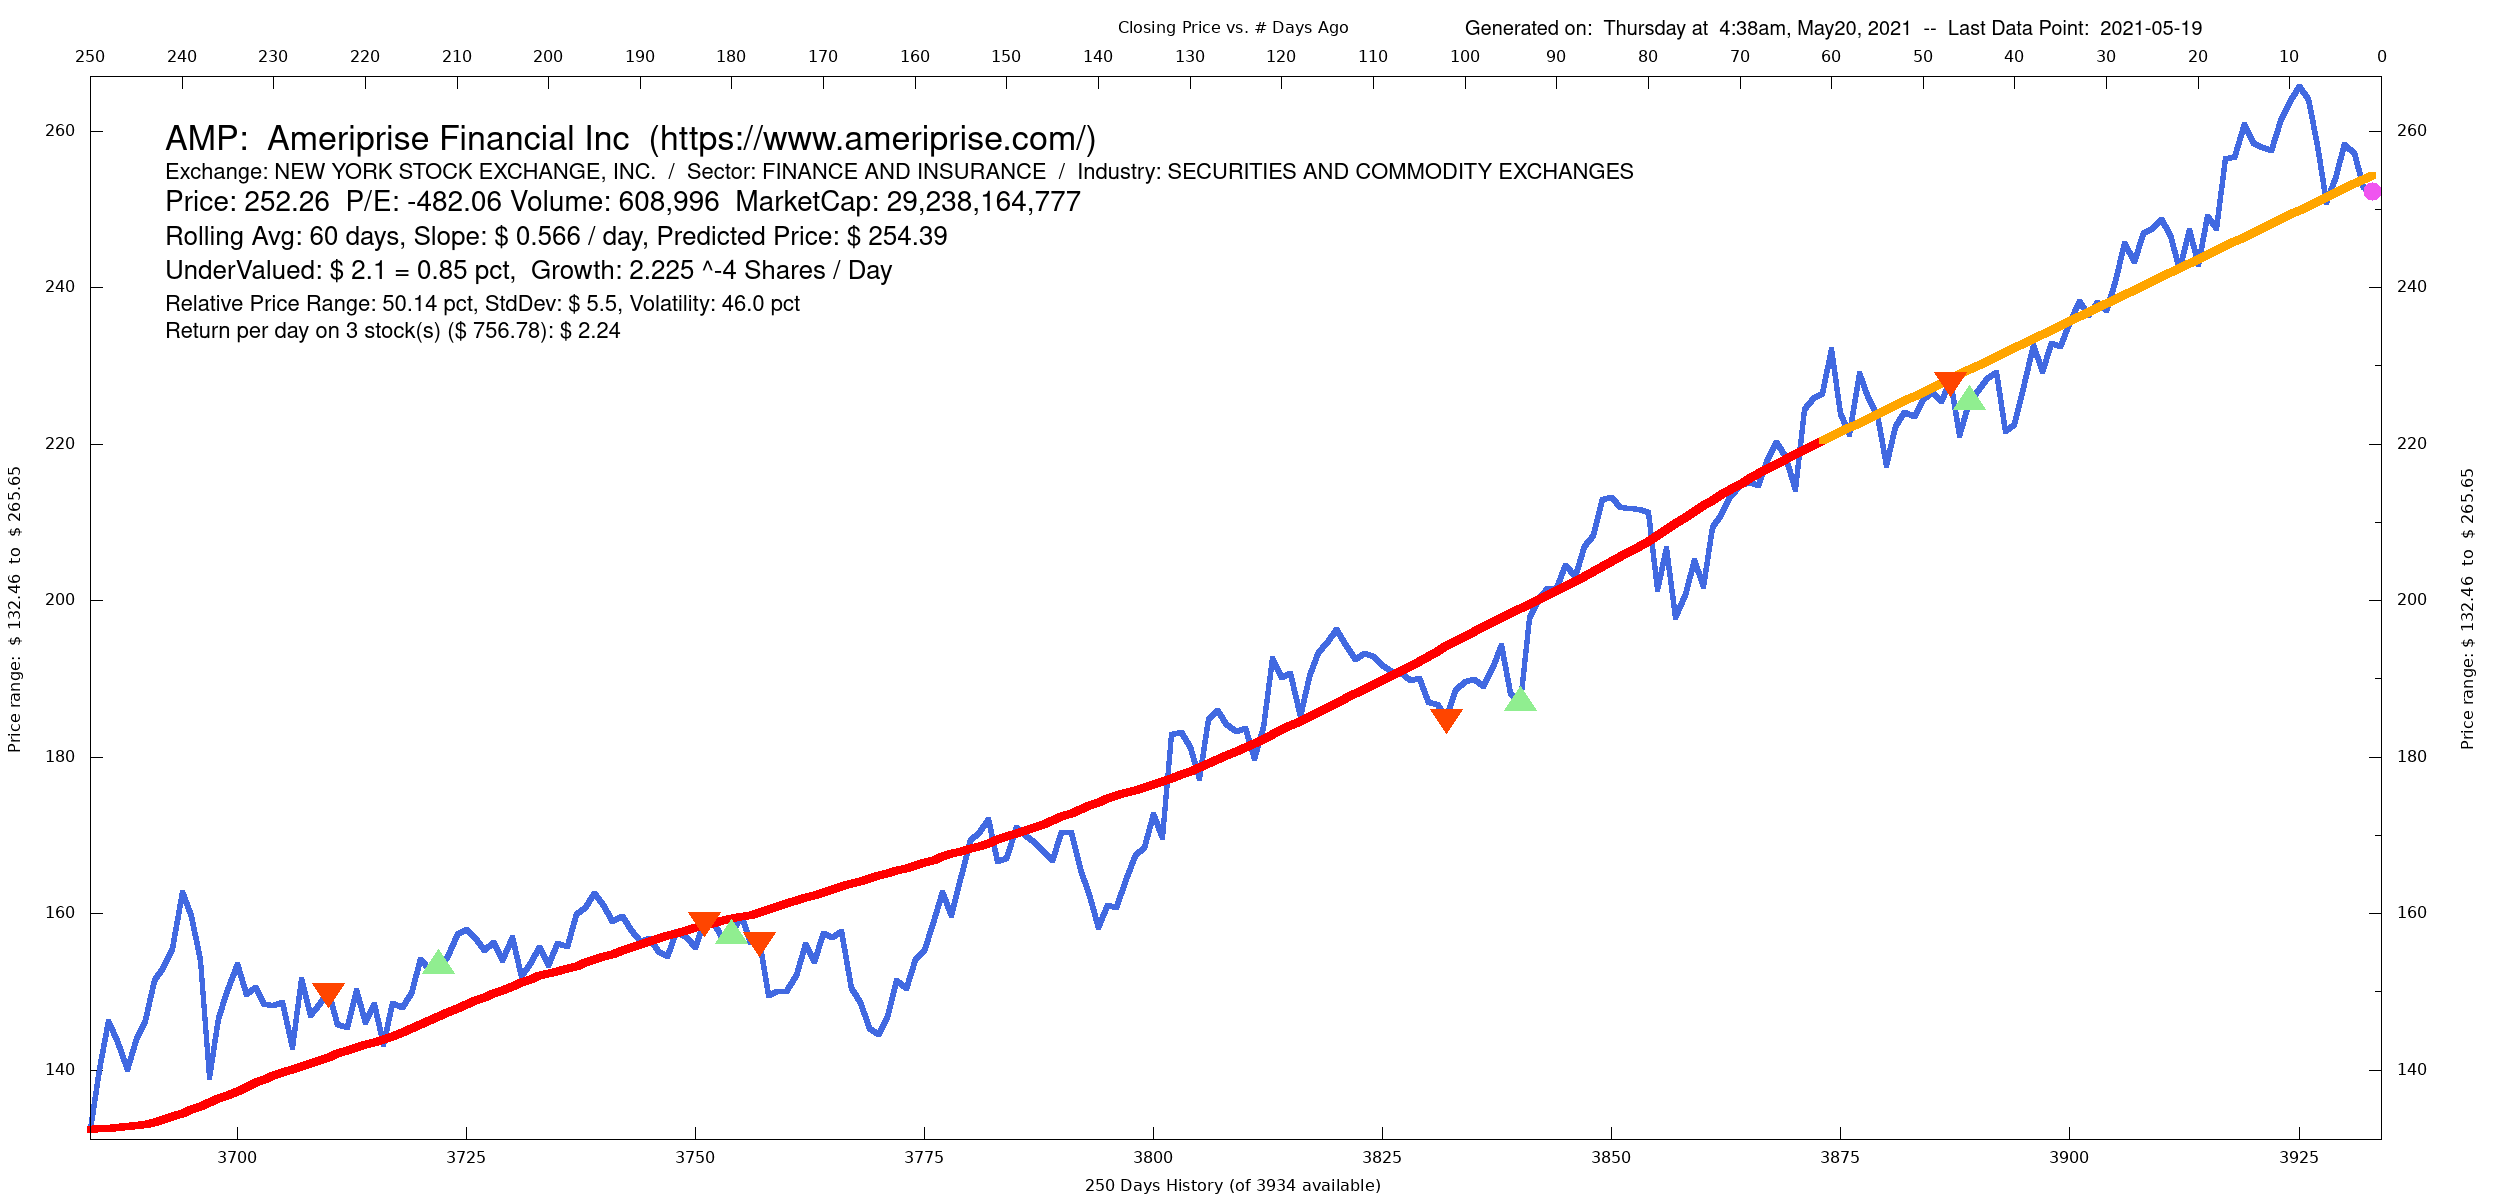 Closing Price vs. # Days Ago
Generated on:  Thursday at  4:38am, May20, 2021  --  Last Data Point:  2021-05-19
250 240 230 220 210 200 190 180 170 160 150 140 130 120 110 100 90 80 70 60 50 40 30 20 10 0
AMP:  Ameriprise Financial Inc  (https://www.ameriprise.com/)
Exchange: NEW YORK STOCK EXCHANGE, INC.  /  Sector: FINANCE AND INSURANCE  /  Industry: SECURITIES AND COMMODITY EXCHANGES
Price: 252.26  P/E: -482.06 Volume: 608,996  MarketCap: 29,238,164,777
Rolling Avg: 60 days, Slope: $ 0.566 / day, Predicted Price: $ 254.39
UnderValued: $ 2.1 = 0.85 pct,  Growth: 2.225 ^-4 Shares / Day
Relative Price Range: 50.14 pct, StdDev: $ 5.5, Volatility: 46.0 pct
Return per day on 3 stock(s) ($ 756.78): $ 2.24
260 260
240 240
220 220
200 200
180 180
160 160
140 140
Price range:  $ 132.46  to  $ 265.65
Price range: $ 132.46  to  $ 265.65
3700 3725 3750 3775 3800 3825 3850 3875 3900 3925
250 Days History (of 3934 available)